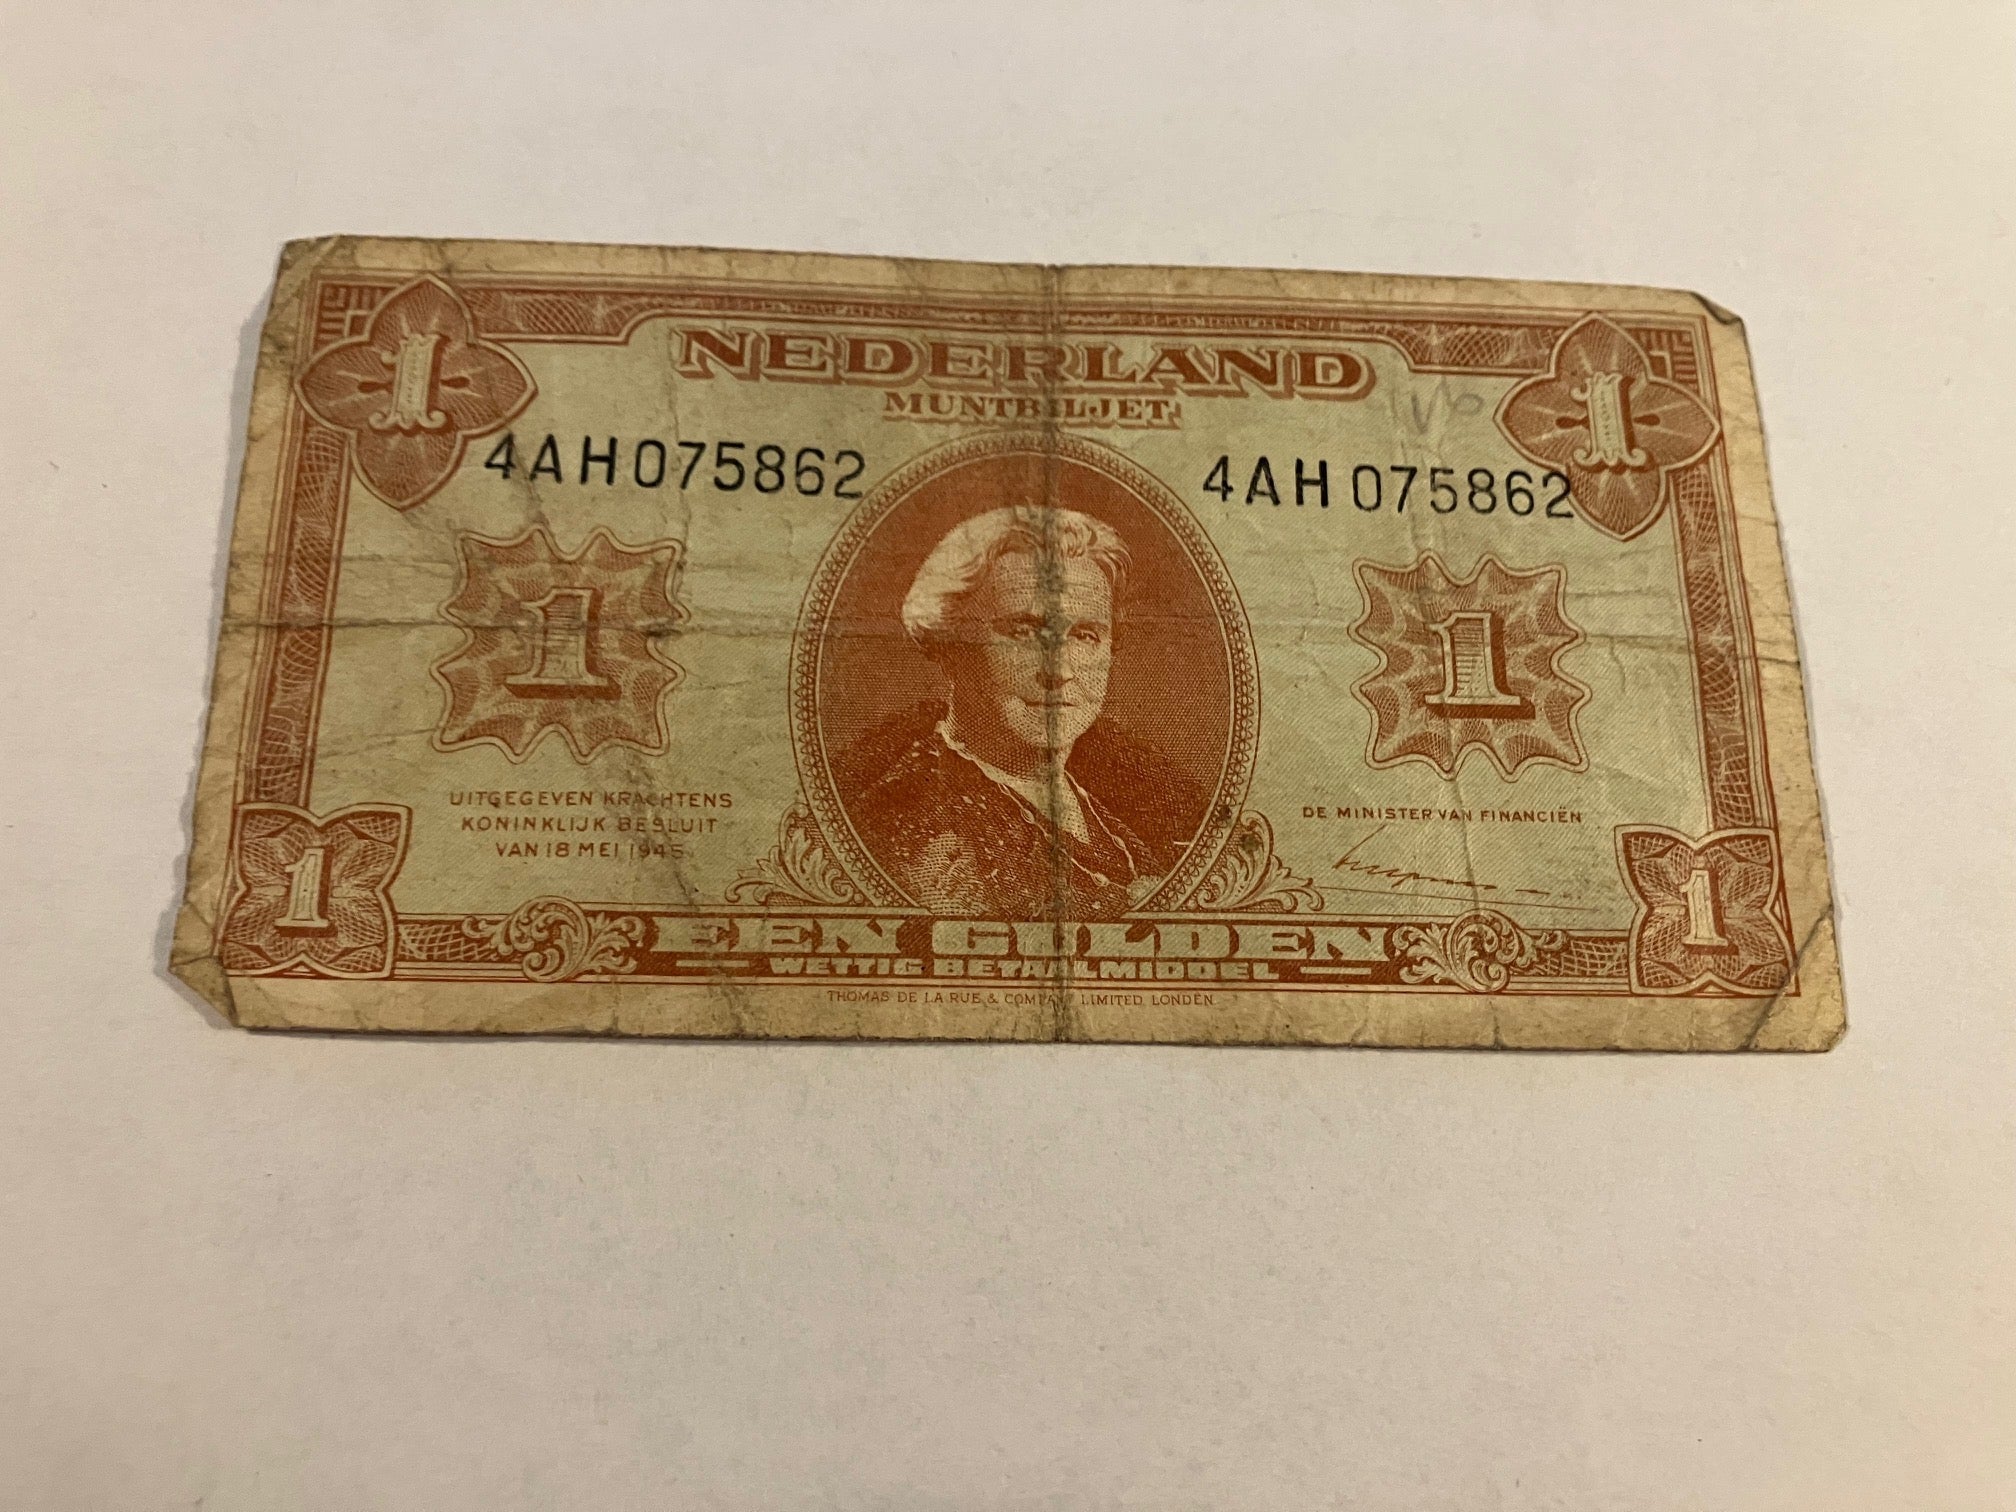 1 1
NEDERLAND
MUNTBILJET
4AH075862 4AH075862
1 1
UITGEGEVEN KRACHTENS
KONINKLIJK BESLUIT
VAN 18 MEI 1945
DE MINISTER VAN FINANCIËN
1 1
EEN GULDEN
WETTIG BETAALMIDDEL
THOMAS DE LA RUE & COMPANY LIMITED LONDEN